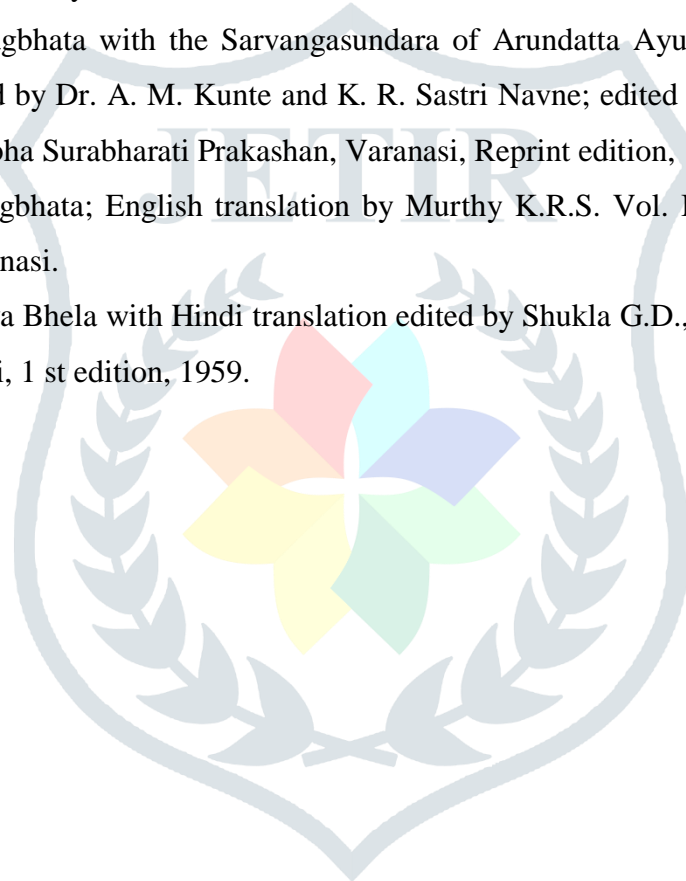 gbhata with the Sarvangasundara of Arundatta Ayu
d by Dr. A. M. Kunte and K. R. Sastri Navne; edited
ha Surabharati Prakashan, Varanasi, Reprint edition,
JETIR
gbhata; English translation by Murthy K.R.S. Vol.
nasi.
a Bhela with Hindi translation edited by Shukla G.D.,
i, 1 st edition, 1959.